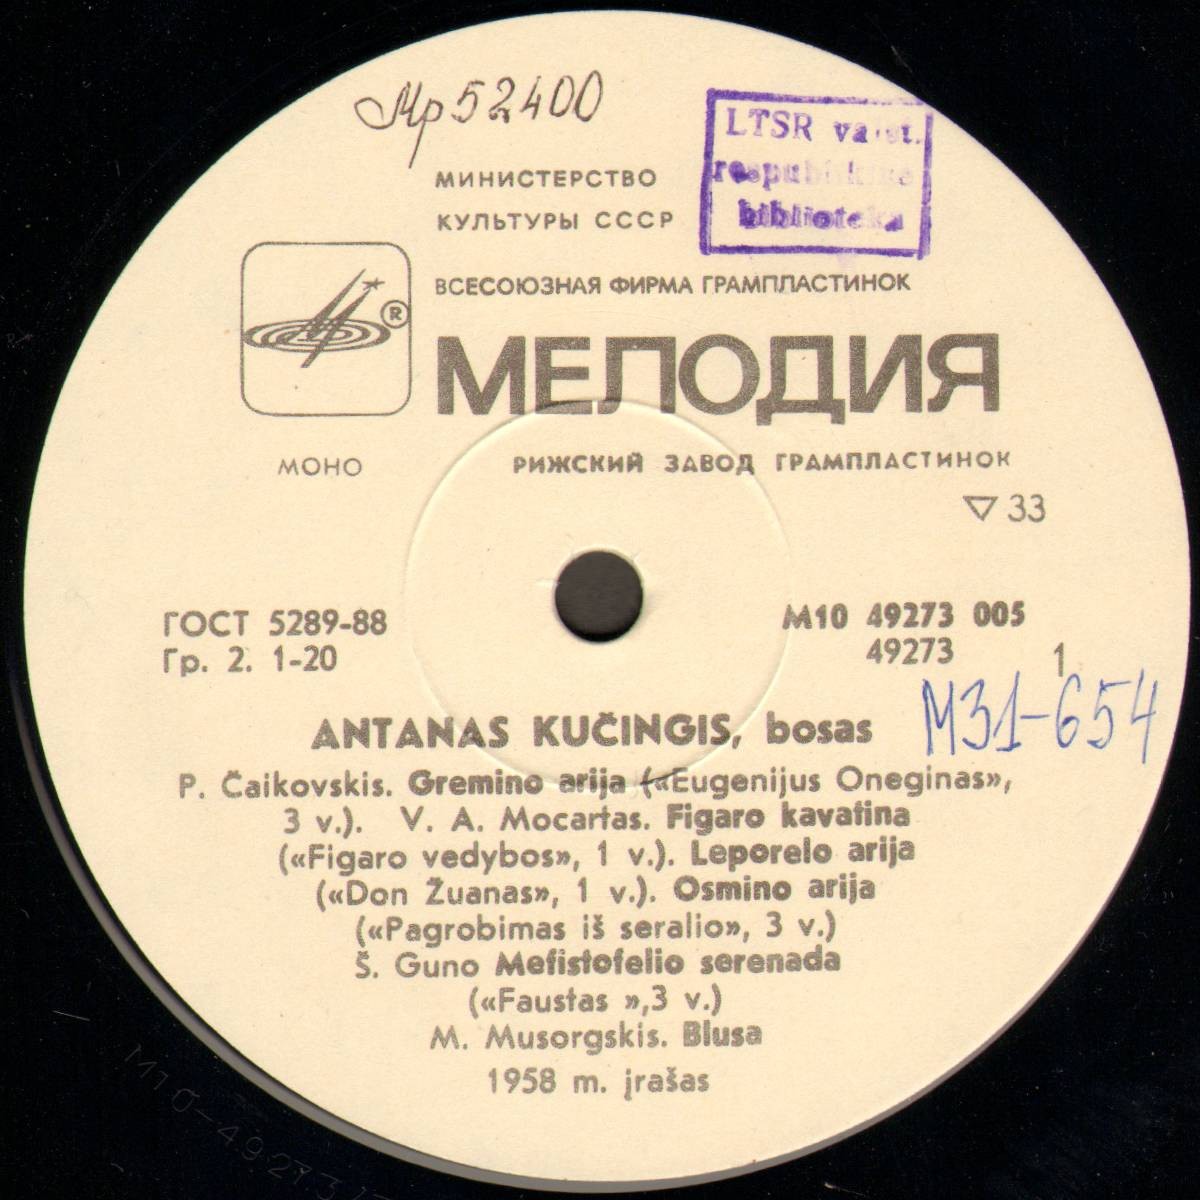 Мр 52400
LTSR valst.
respublikinė
biblioteka
МИНИСТЕРСТВО
КУЛЬТУРЫ СССР
ВСЕСОЮЗНАЯ ФИРМА ГРАМПЛАСТИНОК
®
МЕЛОДИЯ
МОНО
РИЖСКИЙ ЗАВОД ГРАМПЛАСТИНОК
▽ 33
ГОСТ 5289-88
Гр. 2. 1-20
М10 49273 005
49273 1
М31-654
ANTANAS KUČINGIS, bosas
P. Čaikovskis. Gremino arija («Eugenijus Oneginas»,
3 v.). V. A. Mocartas. Figaro kavatina
(«Figaro vedybos», 1 v.). Leporelo arija
(«Don Žuanas», 1 v.). Osmino arija
(«Pagrobimas iš seralio», 3 v.)
Š. Guno Mefistofelio serenada
(«Faustas »,3 v.)
M. Musorgskis. Blusa
1958 m. įrašas